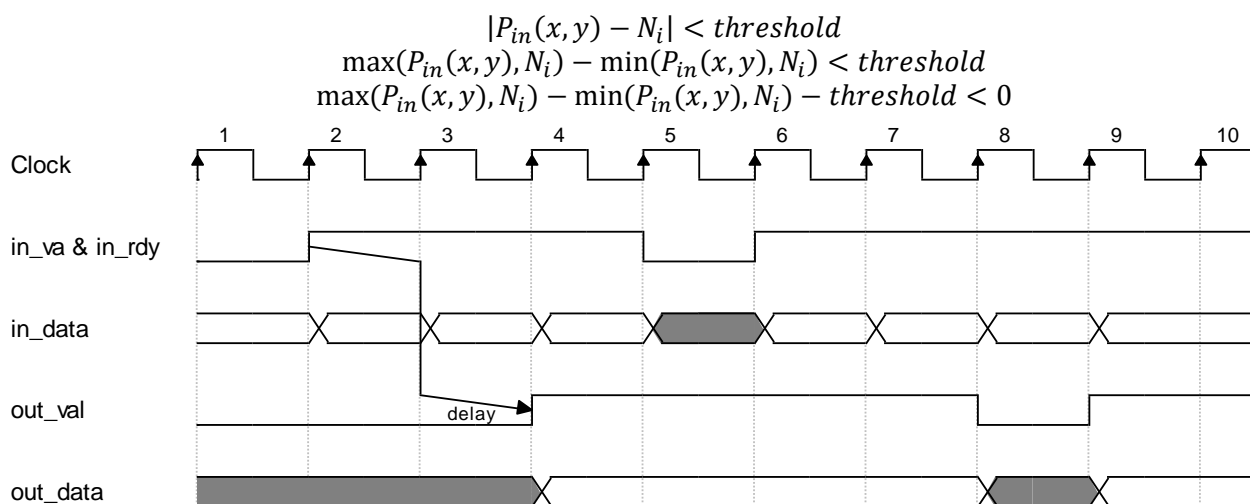 |P_in(x, y) − N_i| < threshold
max(P_in(x, y), N_i) − min(P_in(x, y), N_i) < threshold
max(P_in(x, y), N_i) − min(P_in(x, y), N_i) − threshold < 0
1 2 3 4 5 6 7 8 9 10
Clock
in_va & in_rdy
in_data
out_val
delay
out_data